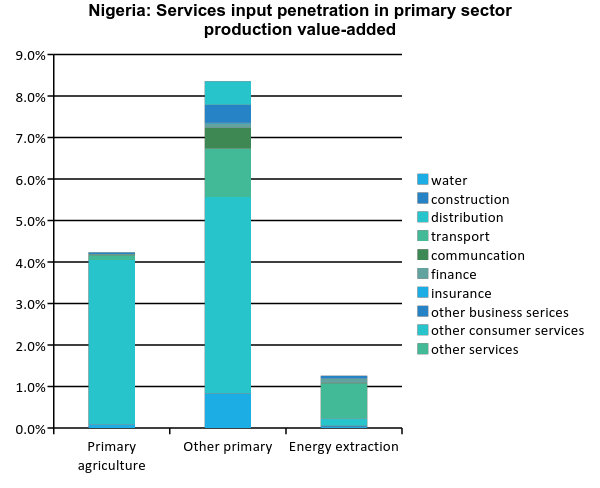 Nigeria: Services input penetration in primary sector
production value-added
9.0%
8.0%
7.0%
6.0%
5.0%
4.0%
3.0%
2.0%
1.0%
0.0%
Primary
agriculture
Other primary
Energy extraction
water
construction
distribution
transport
communcation
finance
insurance
other business serices
other consumer services
other services